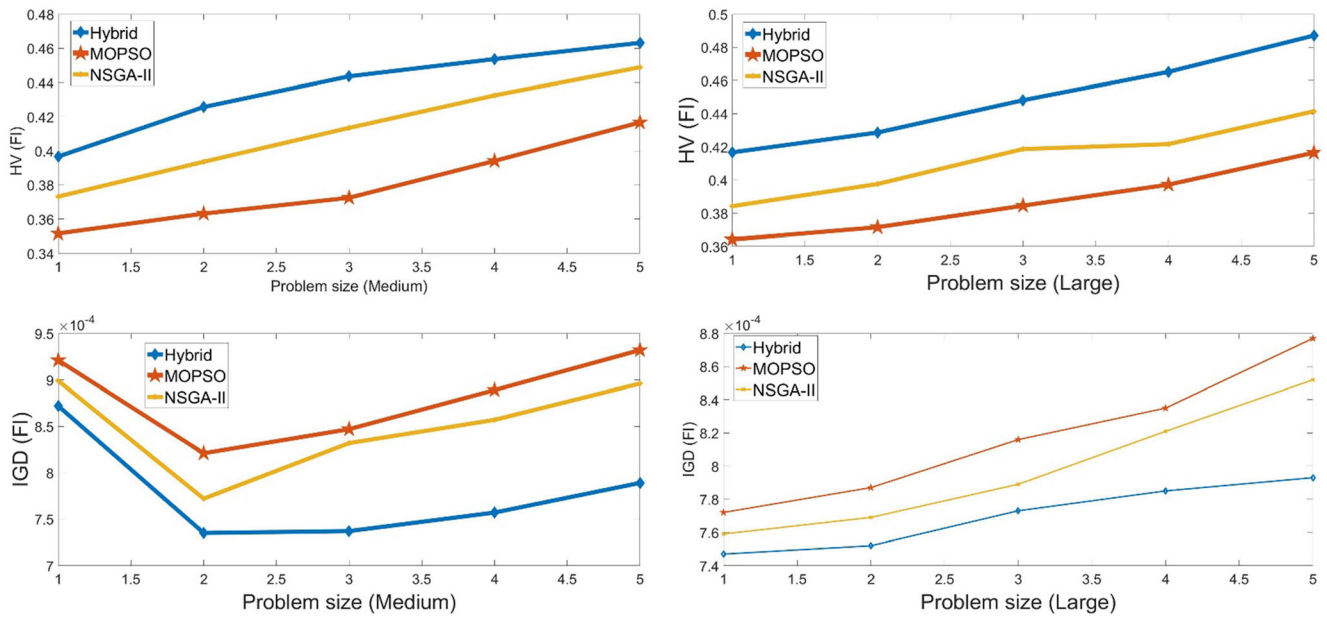 0.48
0.46
0.44
0.42
0.4
0.38
0.36
0.34
HV (FI)
Hybrid
MOPSO
NSGA-II
1 1.5 2 2.5 3 3.5 4 4.5 5
Problem size (Medium)
0.5
0.48
0.46
0.44
0.42
0.4
0.38
0.36
HV (FI)
Hybrid
MOPSO
NSGA-II
1 1.5 2 2.5 3 3.5 4 4.5 5
Problem size (Large)
×10⁻⁴
9.5
9
8.5
8
7.5
7
IGD (FI)
Hybrid
MOPSO
NSGA-II
1 1.5 2 2.5 3 3.5 4 4.5 5
Problem size (Medium)
×10⁻⁴
8.8
8.6
8.4
8.2
8
7.8
7.6
7.4
IGD (FI)
Hybrid
MOPSO
NSGA-II
1 1.5 2 2.5 3 3.5 4 4.5 5
Problem size (Large)